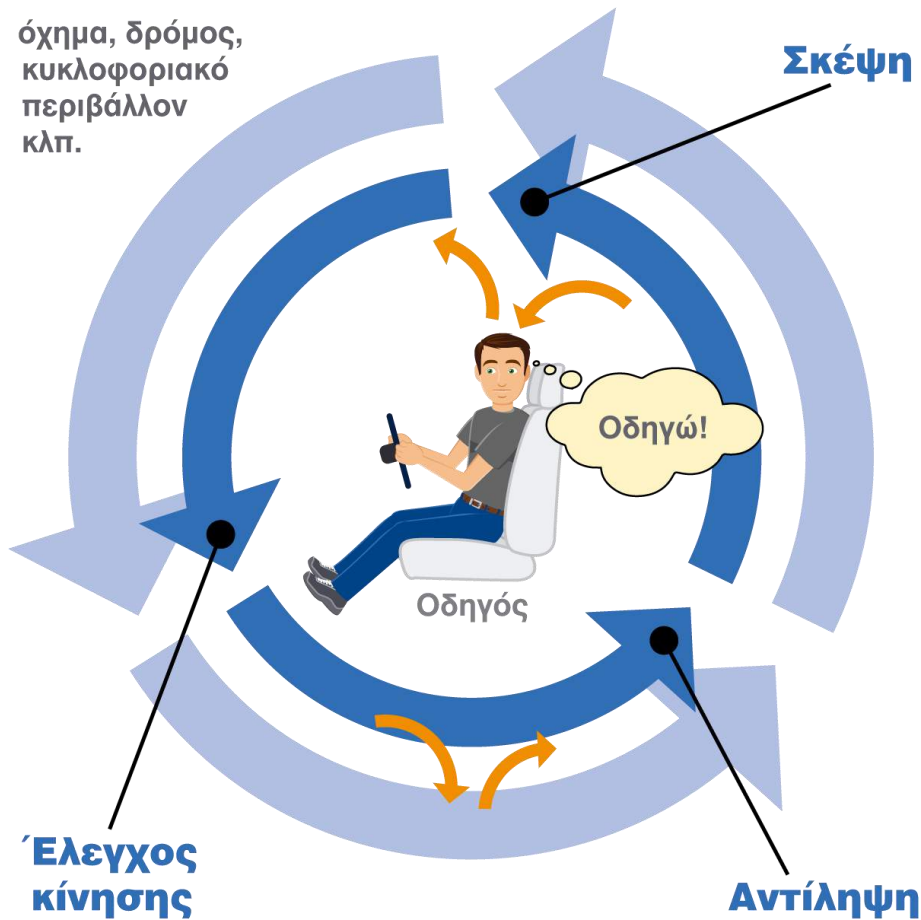 όχημα, δρόμος,
κυκλοφοριακό
περιβάλλον
κλπ.
Σκέψη
Οδηγώ!
Οδηγός
Έλεγχος
κίνησης
Αντίληψη